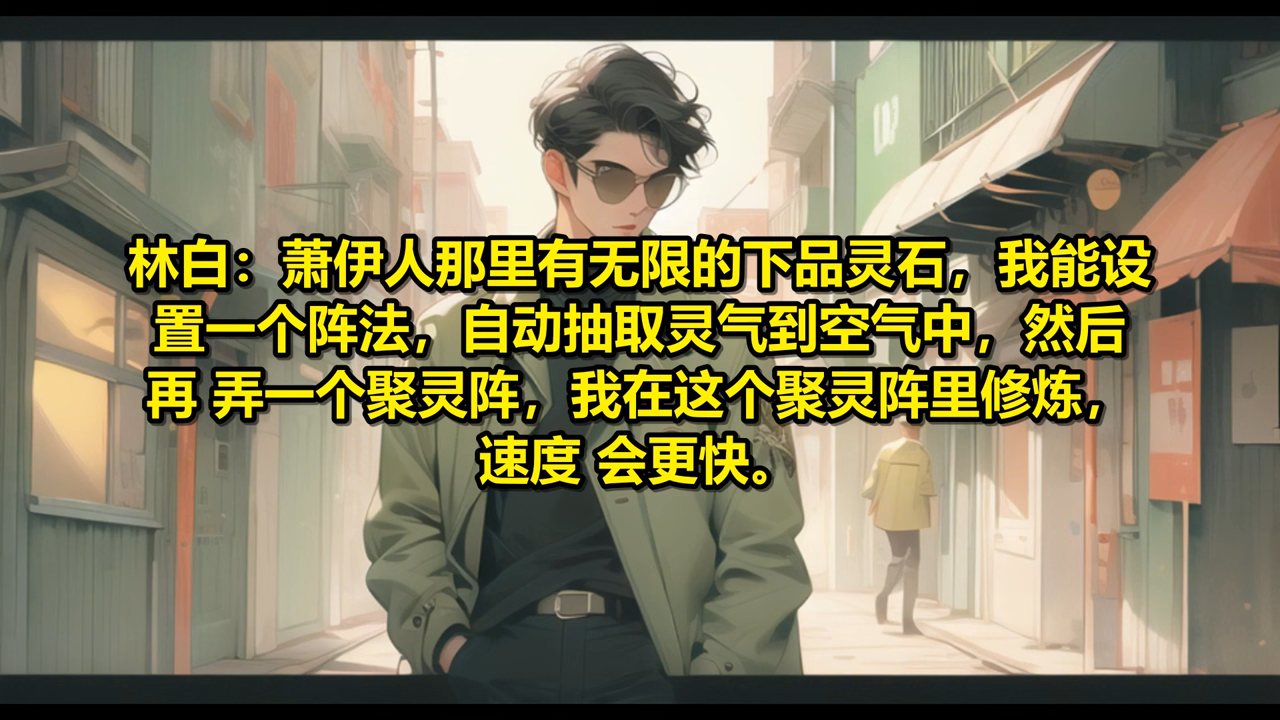 林白：萧伊人那里有无限的下品灵石，我能设
置一个阵法，自动抽取灵气到空气中，然后
再 弄一个聚灵阵，我在这个聚灵阵里修炼，
速度 会更快。